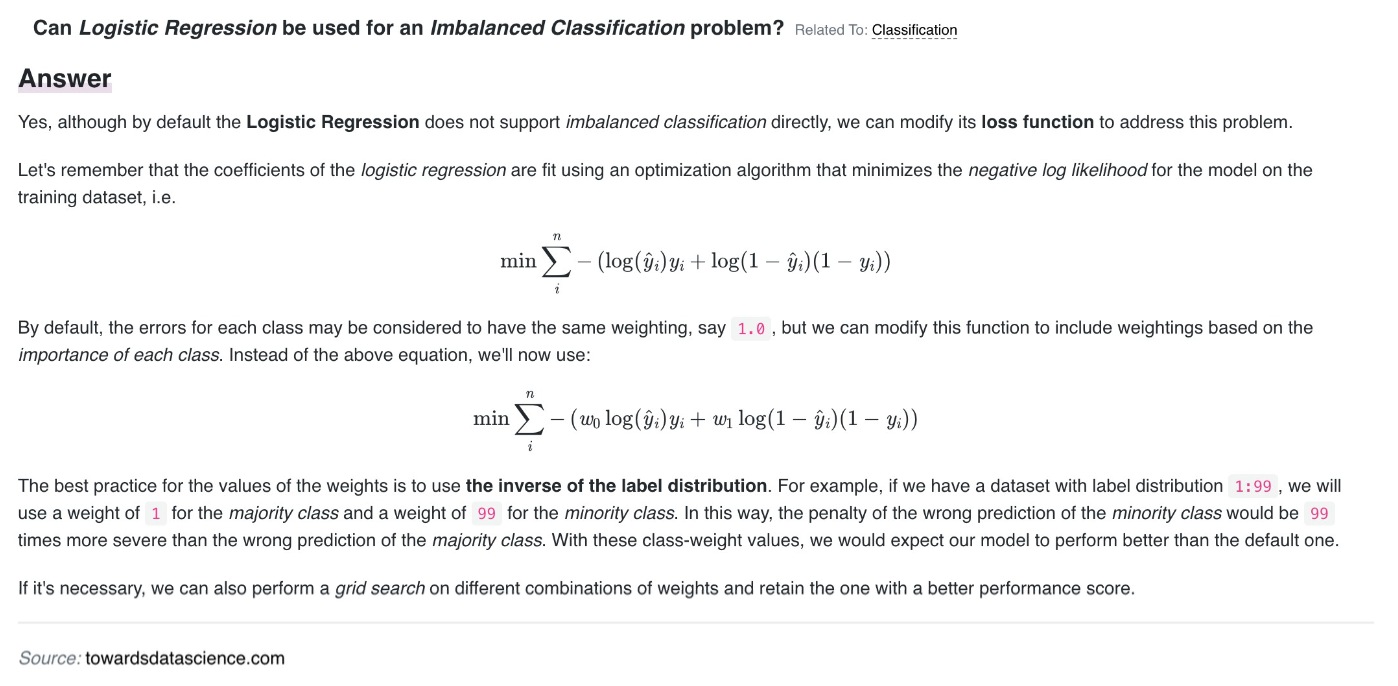 Can Logistic Regression be used for an Imbalanced Classification problem? Related To: Classification
Answer
Yes, although by default the Logistic Regression does not support imbalanced classification directly, we can modify its loss function to address this problem.
Let's remember that the coefficients of the logistic regression are fit using an optimization algorithm that minimizes the negative log likelihood for the model on the
training dataset, i.e.
min ∑_i^n − (log(ŷ_i)y_i + log(1 − ŷ_i)(1 − y_i))
By default, the errors for each class may be considered to have the same weighting, say 1.0 , but we can modify this function to include weightings based on the
importance of each class. Instead of the above equation, we'll now use:
min ∑_i^n − (w_0 log(ŷ_i)y_i + w_1 log(1 − ŷ_i)(1 − y_i))
The best practice for the values of the weights is to use the inverse of the label distribution. For example, if we have a dataset with label distribution 1:99 , we will
use a weight of 1 for the majority class and a weight of 99 for the minority class. In this way, the penalty of the wrong prediction of the minority class would be 99
times more severe than the wrong prediction of the majority class. With these class-weight values, we would expect our model to perform better than the default one.
If it's necessary, we can also perform a grid search on different combinations of weights and retain the one with a better performance score.
Source: towardsdatascience.com